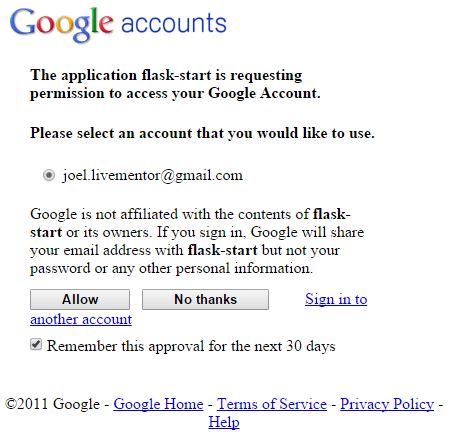 Google accounts
The application flask-start is requesting
permission to access your Google Account.
Please select an account that you would like to use.
joel.livementor@gmail.com
Google is not affiliated with the contents of flask-
start or its owners. If you sign in, Google will share
your email address with flask-start but not your
password or any other personal information.
Allow No thanks Sign in to
another account
Remember this approval for the next 30 days
©2011 Google - Google Home - Terms of Service - Privacy Policy -
Help